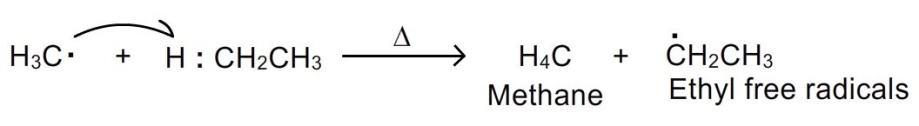 H₃C· + H : CH₂CH₃ Δ H₄C + ĊH₂CH₃
Methane Ethyl free radicals